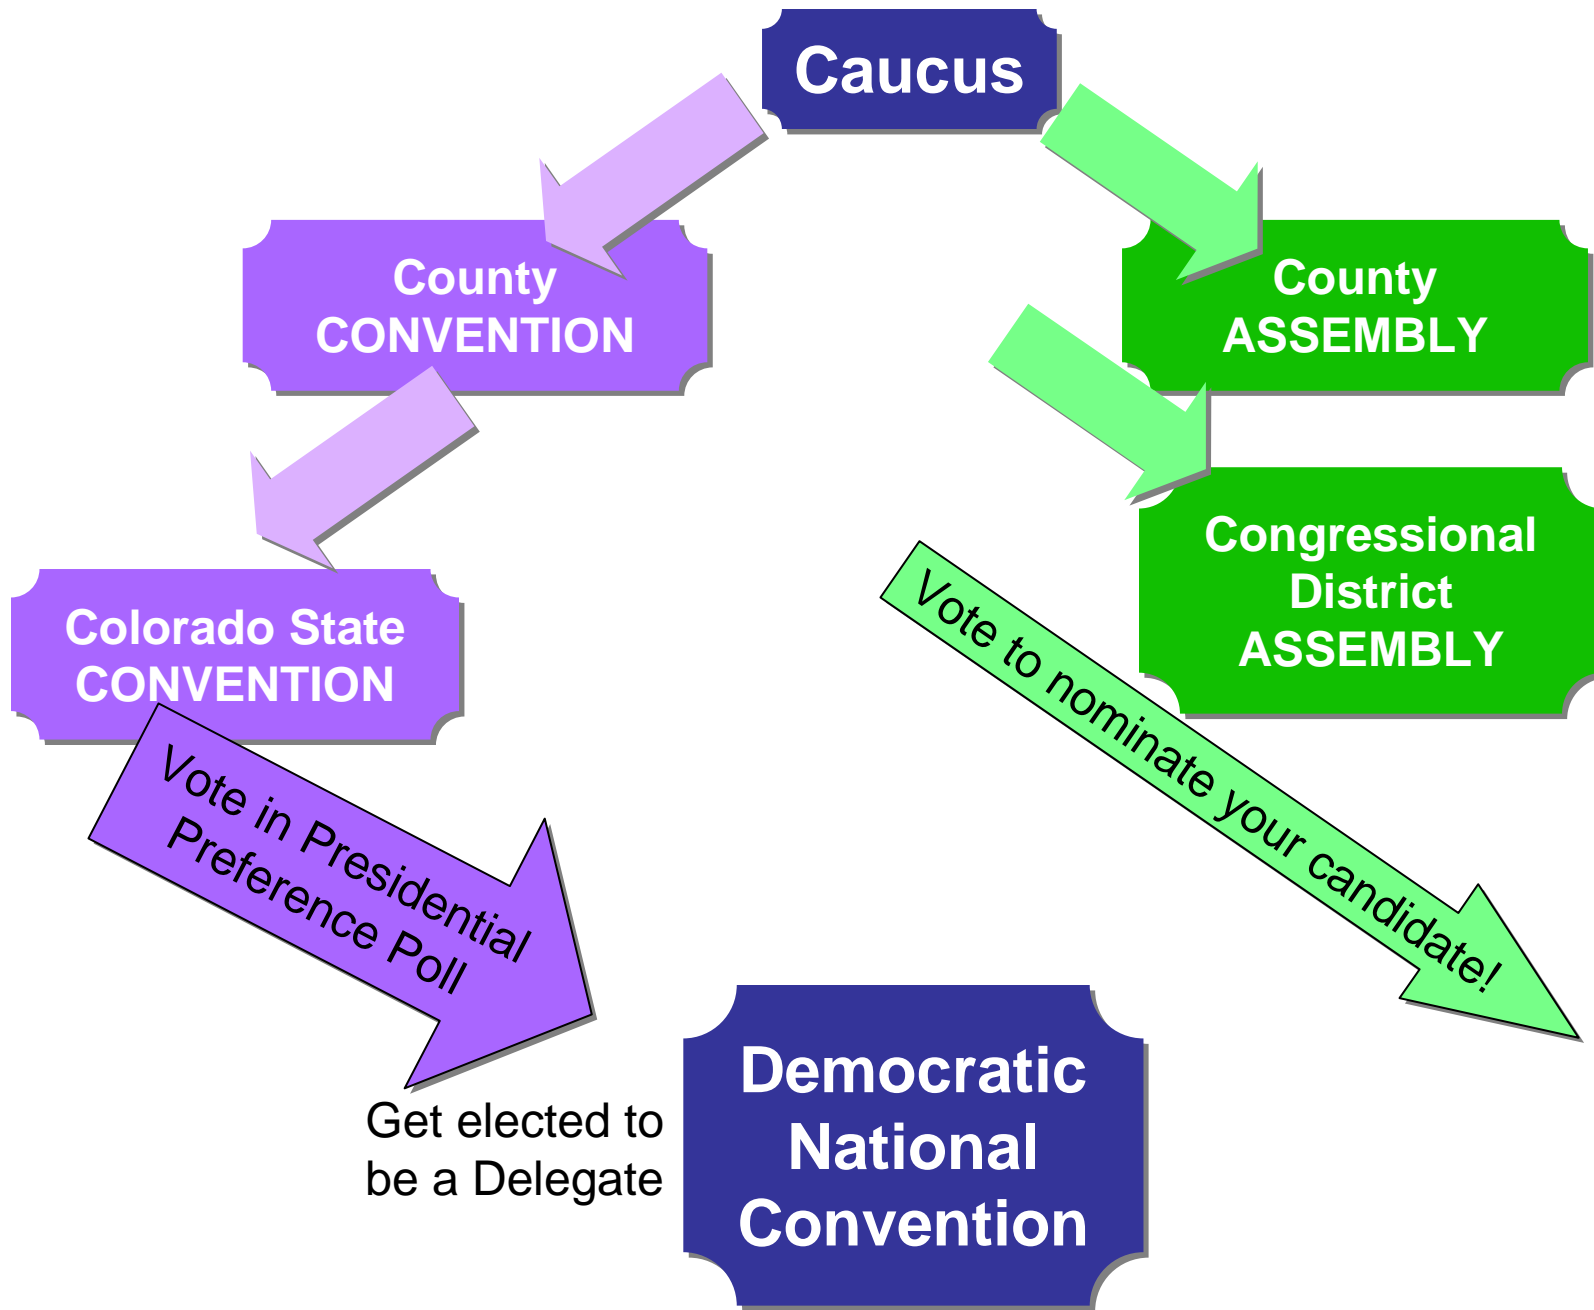 Caucus
County
CONVENTION
County
ASSEMBLY
Colorado State
CONVENTION
Congressional
District
ASSEMBLY
Vote in Presidential
Preference Poll
Vote to nominate your candidate!
Get elected to
be a Delegate
Democratic
National
Convention